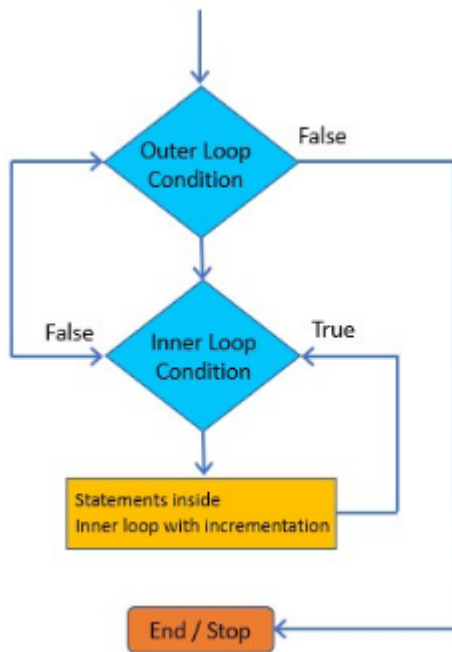 Outer Loop
Condition
False
False
Inner Loop
Condition
True
Statements inside
Inner loop with incrementation
End / Stop